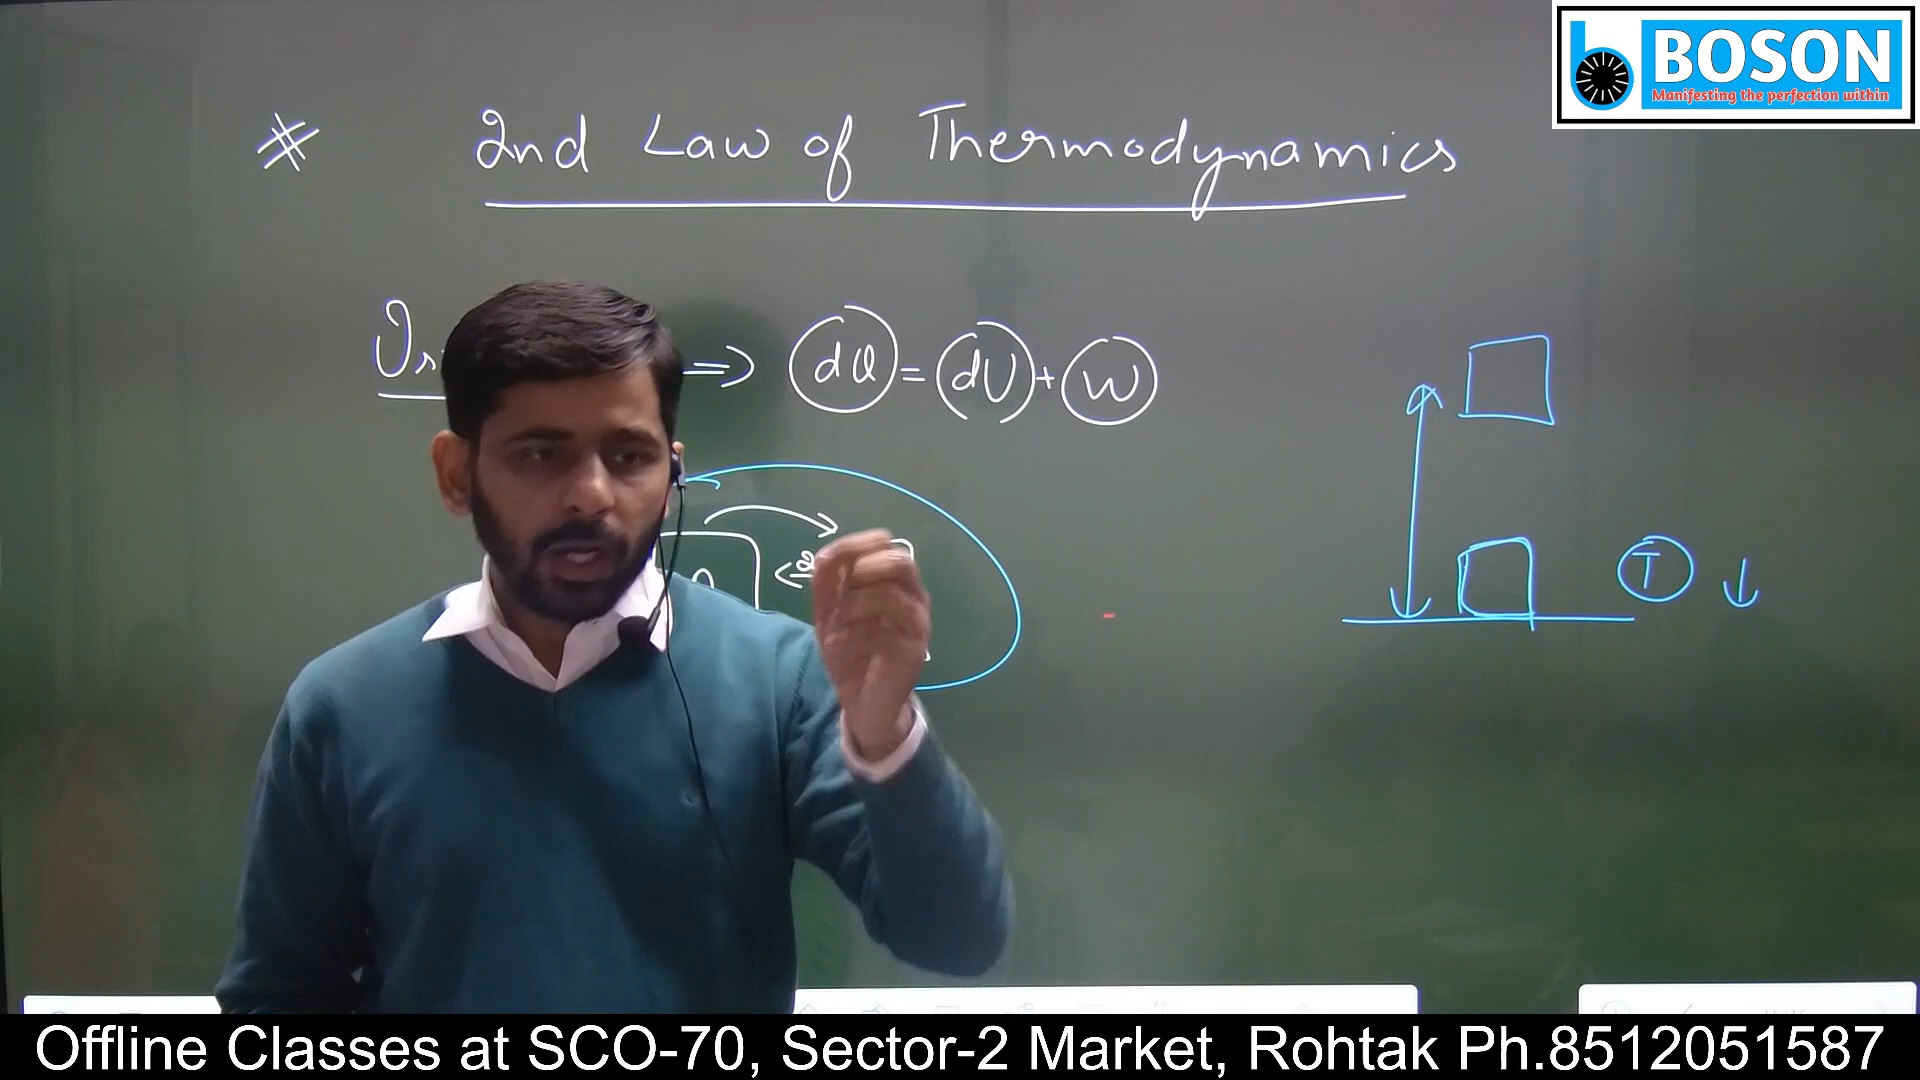 BOSON
Manifesting the perfection within
* 2nd Law of Thermodynamics
⇒ dQ = dU + W
T ↓
Offline Classes at SCO-70, Sector-2 Market, Rohtak Ph.8512051587